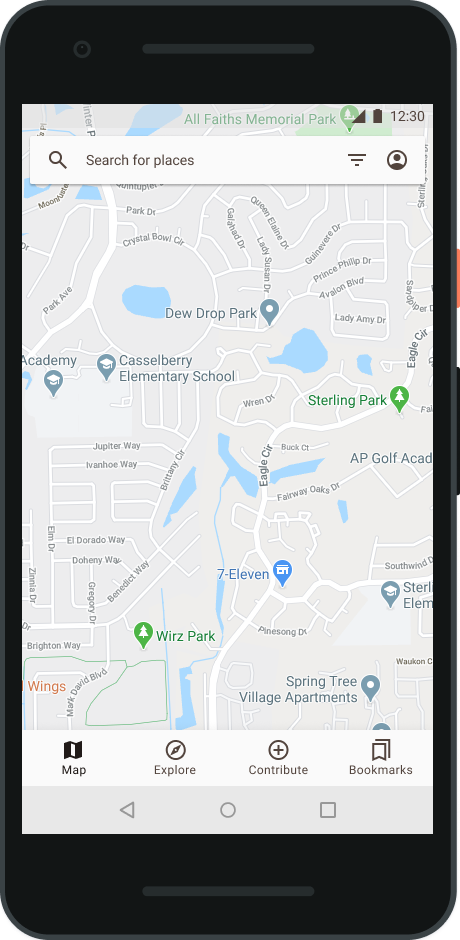 All Faiths Memorial Park
12:30
Search for places
Quintuplet
Moonluste
Park Dr
Crystal Bowl Cir
Galahad Dr
Queen Elaine Dr
Lady Susan Dr
Guinevere Dr
Prince Philip Dr
Avalon Blvd
Sandpiper D
Park Ave
Dew Drop Park
Lady Amy Dr
Eagle Cir
Academy
Casselberry
Elementary School
Wren Dr
Sterling Park
Fal
Jupiter Way
Buck Ct
Eagle Cir
AP Golf Acad
Ivanhoe Way
Brittany Cir
Fairway Oaks Dr
Elm Dr
El Dorado Way
Doheny Way
Southwind
Zinnia Dr
Gregory Dr
Benedict Way
7-Eleven
Sterli
Elem
Dr
Wirz Park
Pinesong Dr
Brighton Way
Waukon C
l Wings
Mark David Blvd
Spring Tree
Village Apartments
Map
Explore
Contribute
Bookmarks